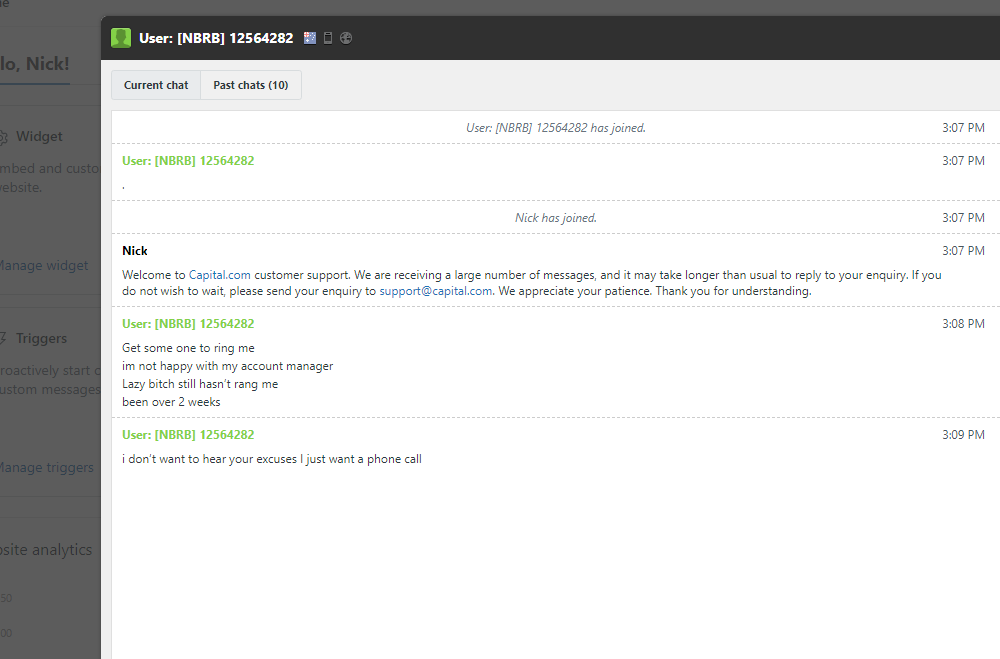 lo, Nick!
Widget
mbed and custo
ebsite.
Manage widget
Triggers
roactively start c
ustom messages
Manage triggers
site analytics
50
00
User: [NBRB] 12564282
Current chat
Past chats (10)
User: [NBRB] 12564282 has joined.
3:07 PM
User: [NBRB] 12564282
3:07 PM
.
Nick has joined.
3:07 PM
Nick
3:07 PM
Welcome to Capital.com customer support. We are receiving a large number of messages, and it may take longer than usual to reply to your enquiry. If you
do not wish to wait, please send your enquiry to support@capital.com. We appreciate your patience. Thank you for understanding.
User: [NBRB] 12564282
3:08 PM
Get some one to ring me
im not happy with my account manager
Lazy bitch still hasn't rang me
been over 2 weeks
User: [NBRB] 12564282
3:09 PM
i don't want to hear your excuses I just want a phone call